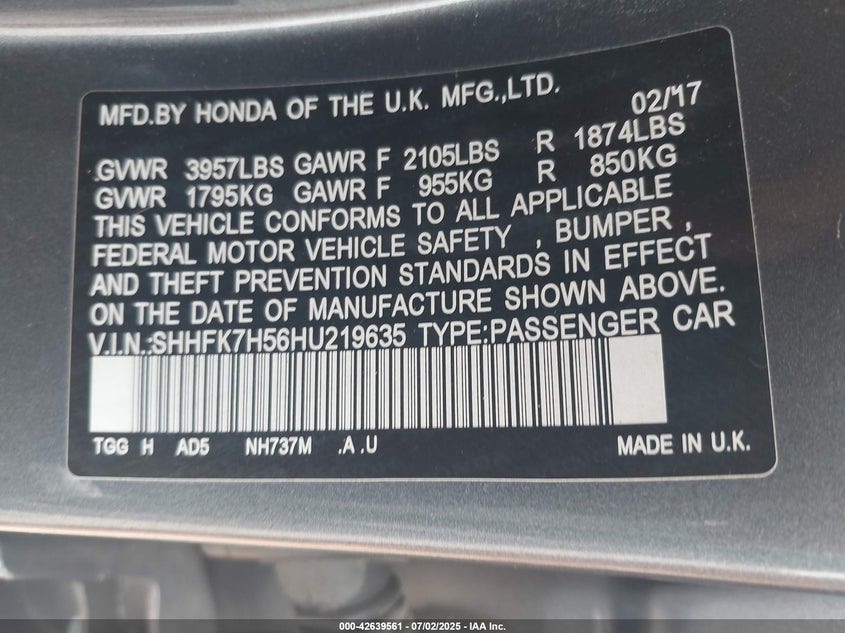 MFD.BY HONDA OF THE U.K. MFG.,LTD. 02/17
GVWR 3957LBS GAWR F 2105LBS R 1874LBS
GVWR 1795KG GAWR F 955KG R 850KG
THIS VEHICLE CONFORMS TO ALL APPLICABLE
FEDERAL MOTOR VEHICLE SAFETY , BUMPER ,
AND THEFT PREVENTION STANDARDS IN EFFECT
ON THE DATE OF MANUFACTURE SHOWN ABOVE.
V.I.N.:SHHFK7H56HU219635 TYPE:PASSENGER CAR
TGG H AD5 NH737M .A .U MADE IN U.K.
000-42639561 - 07/02/2025 - IAA Inc.